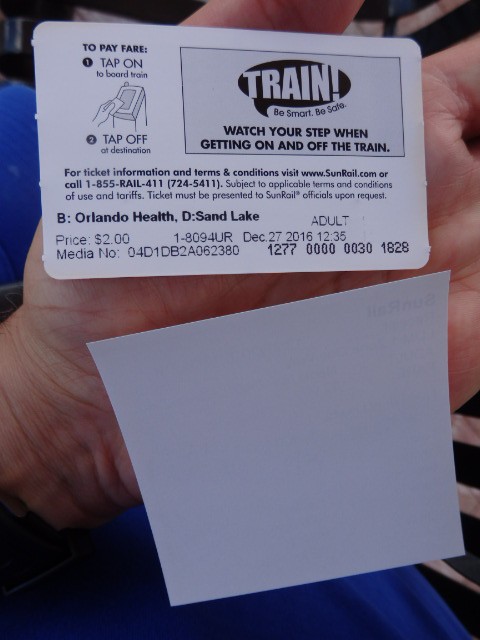 TO PAY FARE:
1 TAP ON
to board train
2 TAP OFF
at destination
TRAIN!
Be Smart. Be Safe.
WATCH YOUR STEP WHEN
GETTING ON AND OFF THE TRAIN.
For ticket information and terms & conditions visit www.SunRail.com or
call 1-855-RAIL-411 (724-5411). Subject to applicable terms and conditions
of use and tariffs. Ticket must be presented to SunRail® officials upon request.
B: Orlando Health, D:Sand Lake
ADULT
Price: $2.00 1-8094UR Dec.27 2016 12:35
Media No: 04D1DB2A062380 1277 0000 0030 1828
SunRail